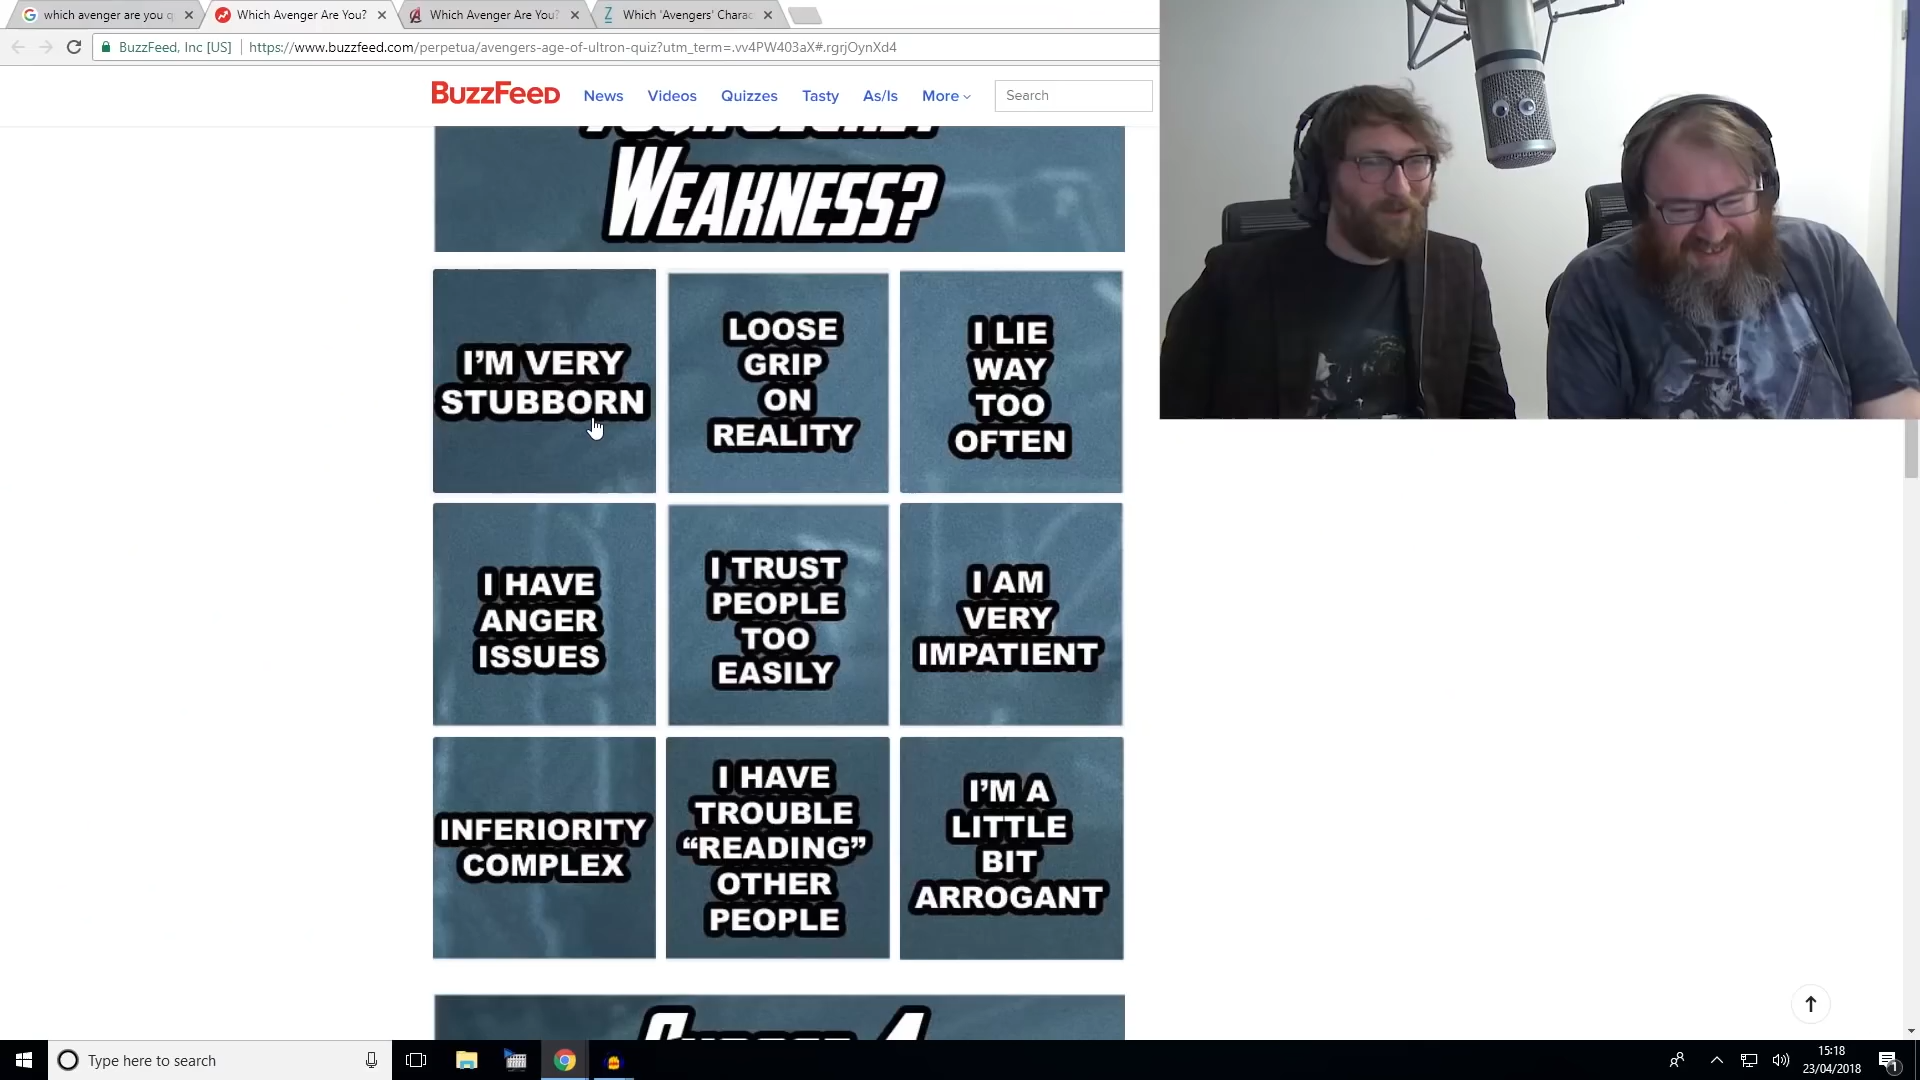 which avenger are you q
Which Avenger Are You?
Which Avenger Are You?
Which 'Avengers' Charac
BuzzFeed, Inc [US]
https://www.buzzfeed.com/perpetua/avengers-age-of-ultron-quiz?utm_term=.vv4PW403aX#.rgrjOynXd4
BuzzFeed
News
Videos
Quizzes
Tasty
As/Is
More
Search
WEAKNESS?
I'M VERY
STUBBORN
LOOSE
GRIP
ON
REALITY
I LIE
WAY
TOO
OFTEN
I HAVE
ANGER
ISSUES
I TRUST
PEOPLE
TOO
EASILY
I AM
VERY
IMPATIENT
INFERIORITY
COMPLEX
I HAVE
TROUBLE
“READING”
OTHER
PEOPLE
I'M A
LITTLE
BIT
ARROGANT
Type here to search
15:18
23/04/2018
1